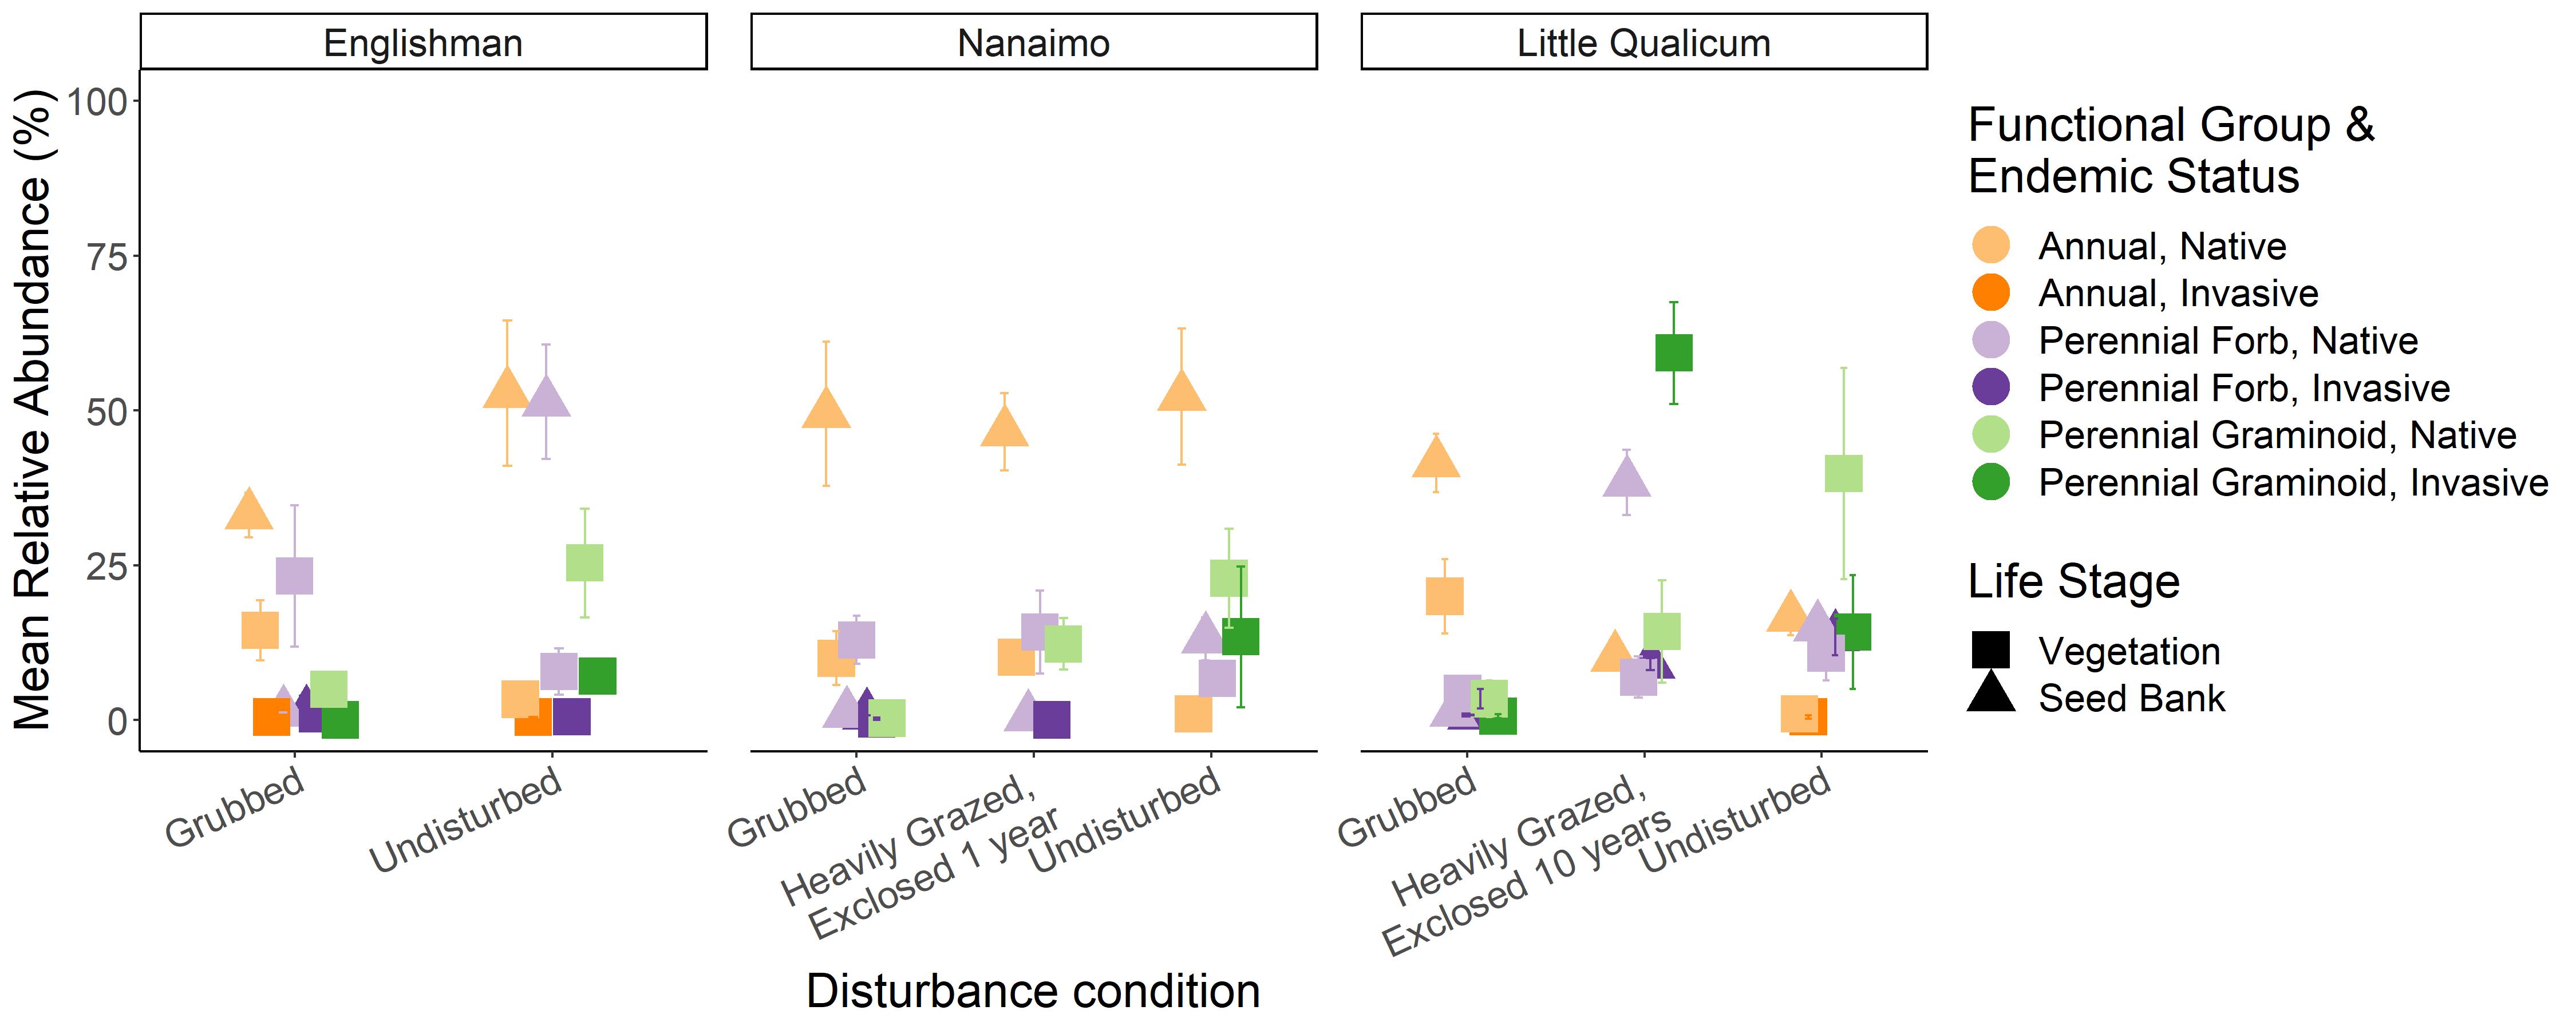 Englishman
Nanaimo
Little Qualicum
Mean Relative Abundance (%)
100
75
50
25
0
Grubbed
Undisturbed
Grubbed
Heavily Grazed,
Exclosed 1 year
Undisturbed
Grubbed
Heavily Grazed,
Exclosed 10 years
Undisturbed
Disturbance condition
Functional Group &
Endemic Status
Annual, Native
Annual, Invasive
Perennial Forb, Native
Perennial Forb, Invasive
Perennial Graminoid, Native
Perennial Graminoid, Invasive
Life Stage
Vegetation
Seed Bank